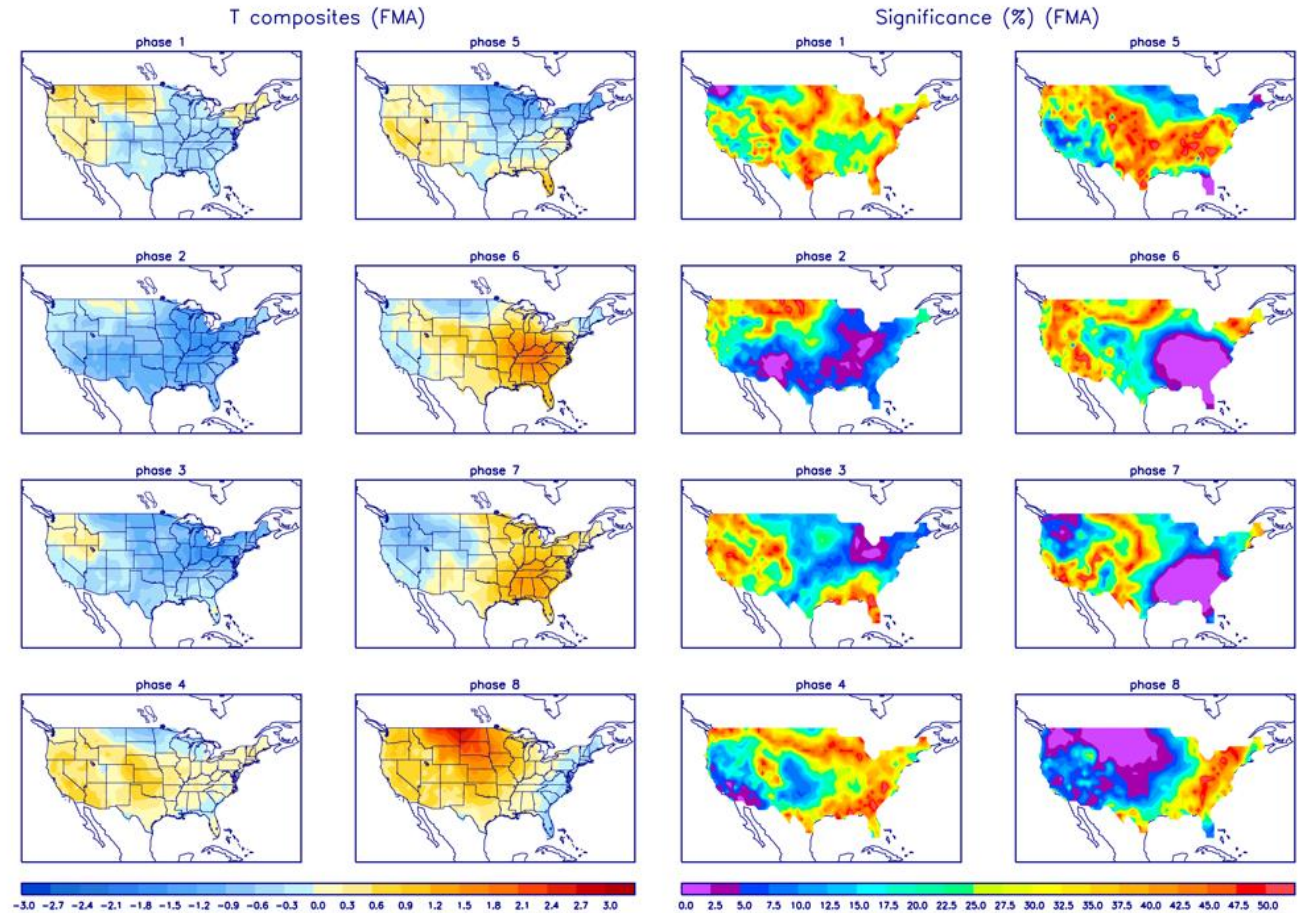 T composites (FMA)
Significance (%) (FMA)
phase 1
phase 5
phase 1
phase 5
phase 2
phase 6
phase 2
phase 6
phase 3
phase 7
phase 3
phase 7
phase 4
phase 8
phase 4
phase 8
-3.0 -2.7 -2.4 -2.1 -1.8 -1.5 -1.2 -0.9 -0.6 -0.3 0.0 0.3 0.6 0.9 1.2 1.5 1.8 2.1 2.4 2.7 3.0
0.0 2.5 5.0 7.5 10.0 12.5 15.0 17.5 20.0 22.5 25.0 27.5 30.0 32.5 35.0 37.5 40.0 42.5 45.0 47.5 50.0